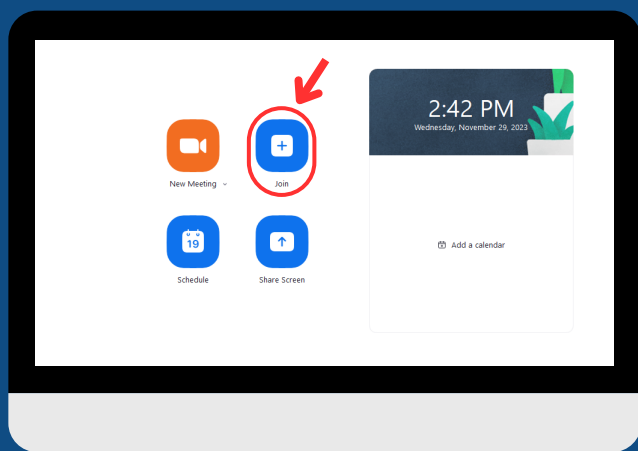 New Meeting
Join
19
Schedule
Share Screen
2:42 PM
Wednesday, November 29, 2023
Add a calendar